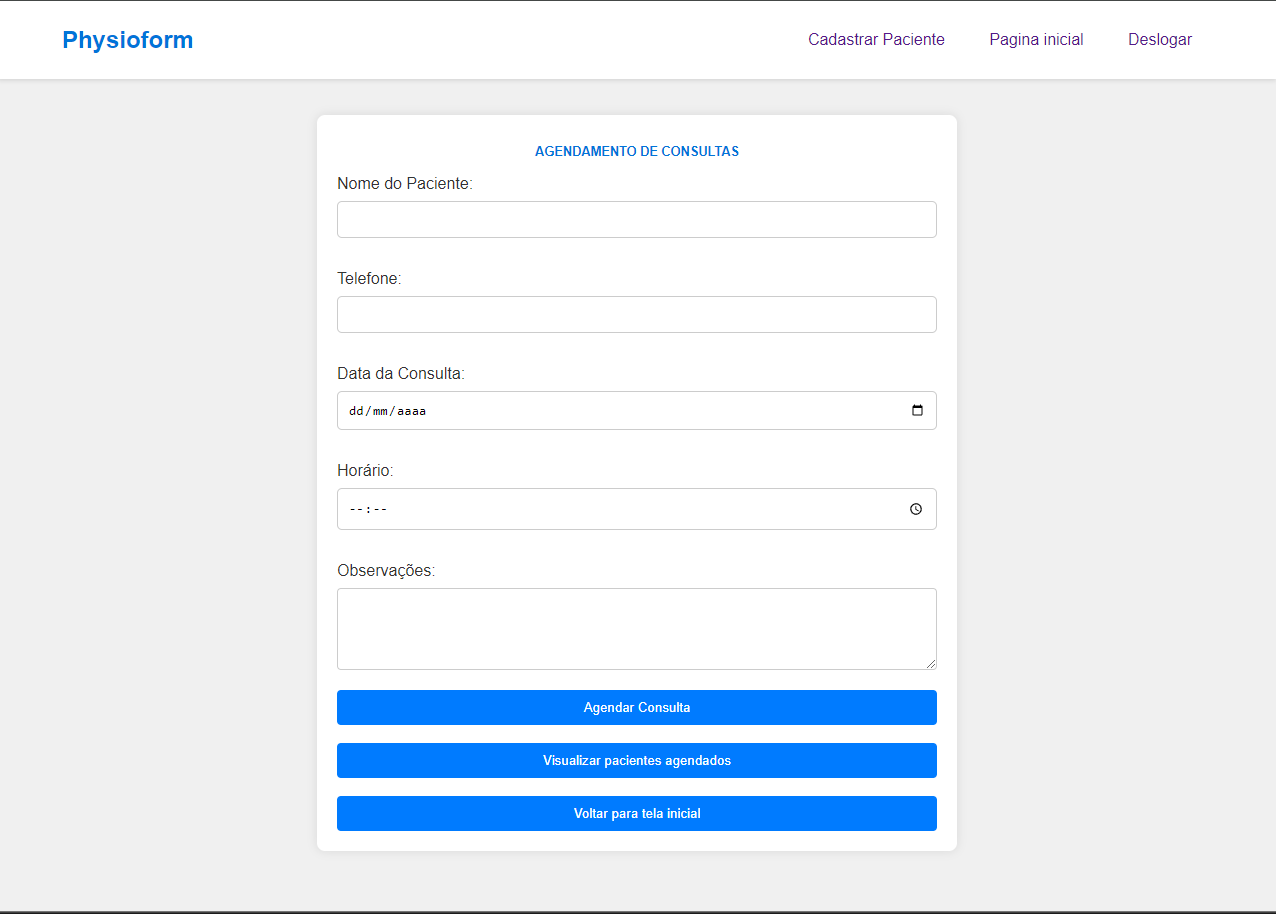 Physioform
Cadastrar Paciente
Pagina inicial
Deslogar
AGENDAMENTO DE CONSULTAS
Nome do Paciente:
Telefone:
Data da Consulta:
dd/mm/aaaa
Horário:
--:--
Observações:
Agendar Consulta
Visualizar pacientes agendados
Voltar para tela inicial